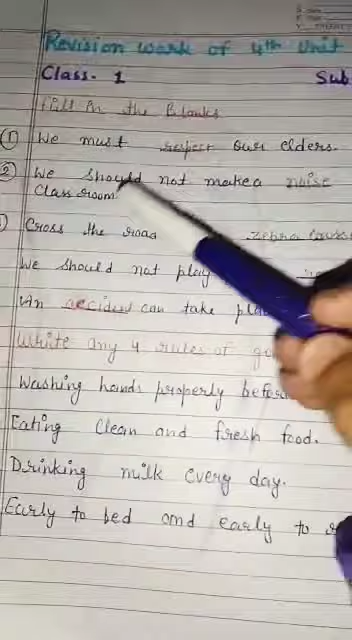 Revision work of 4th Unit
Class. 1 Sub
Fill in the Blanks
(1) We must respect our elders.
(2) We should not make a noise
Class room
Cross the road zebra
We should not play
An accident can take
Write any 4 rules of
Washing hands properly
Eating clean and fresh food.
Drinking milk every day.
Early to bed and early to